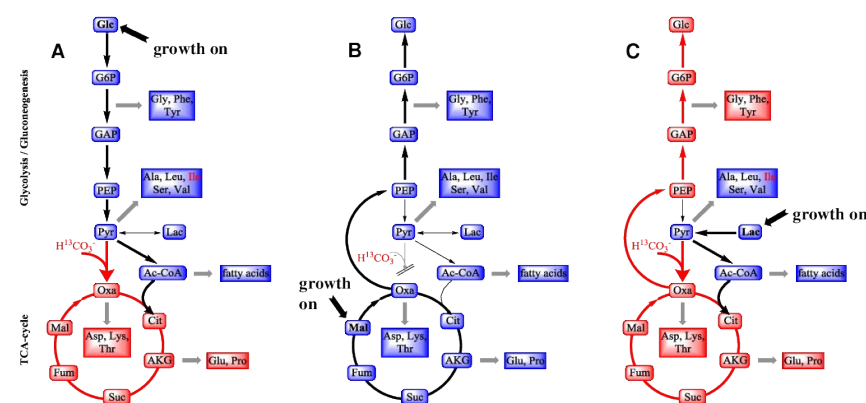 A
Glc
growth on
G6P
Gly, Phe,
Tyr
GAP
PEP
Ala, Leu, Ile
Ser, Val
Pyr
Lac
H¹³CO₃⁻
Ac-CoA
fatty acids
Oxa
Cit
Mal
Asp, Lys,
Thr
AKG
Glu, Pro
Fum
Suc
Glycolysis / Gluconeogenesis
TCA-cycle
B
Glc
G6P
Gly, Phe,
Tyr
GAP
PEP
Ala, Leu, Ile
Ser, Val
Pyr
Lac
H¹³CO₃⁻
Ac-CoA
fatty acids
growth
on
Oxa
Mal
Cit
Asp, Lys,
Thr
AKG
Glu, Pro
Fum
Suc
C
Glc
G6P
Gly, Phe,
Tyr
GAP
PEP
Ala, Leu, Ile
Ser, Val
growth on
Pyr
Lac
H¹³CO₃⁻
Ac-CoA
fatty acids
Oxa
Cit
Mal
Asp, Lys,
Thr
AKG
Glu, Pro
Fum
Suc